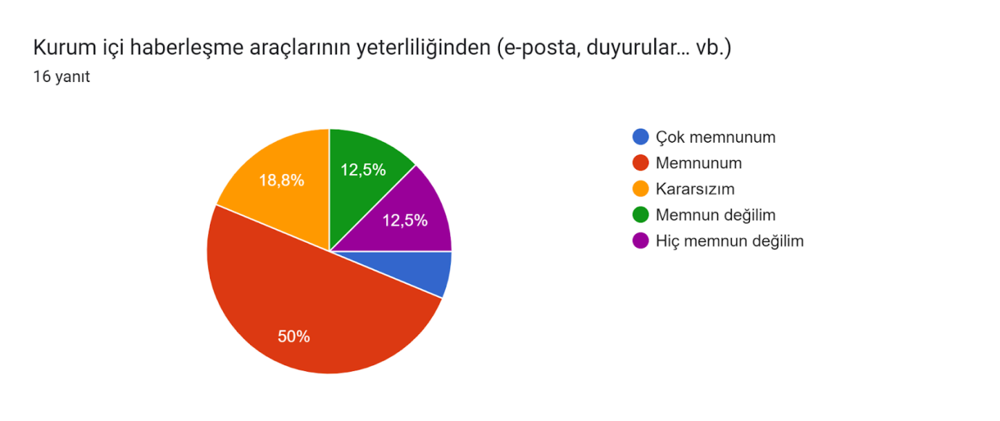 Kurum içi haberleşme araçlarının yeterliliğinden (e-posta, duyurular... vb.)
16 yanıt
12,5%
18,8%
12,5%
50%
Çok memnunum
Memnunum
Kararsızım
Memnun değilim
Hiç memnun değilim